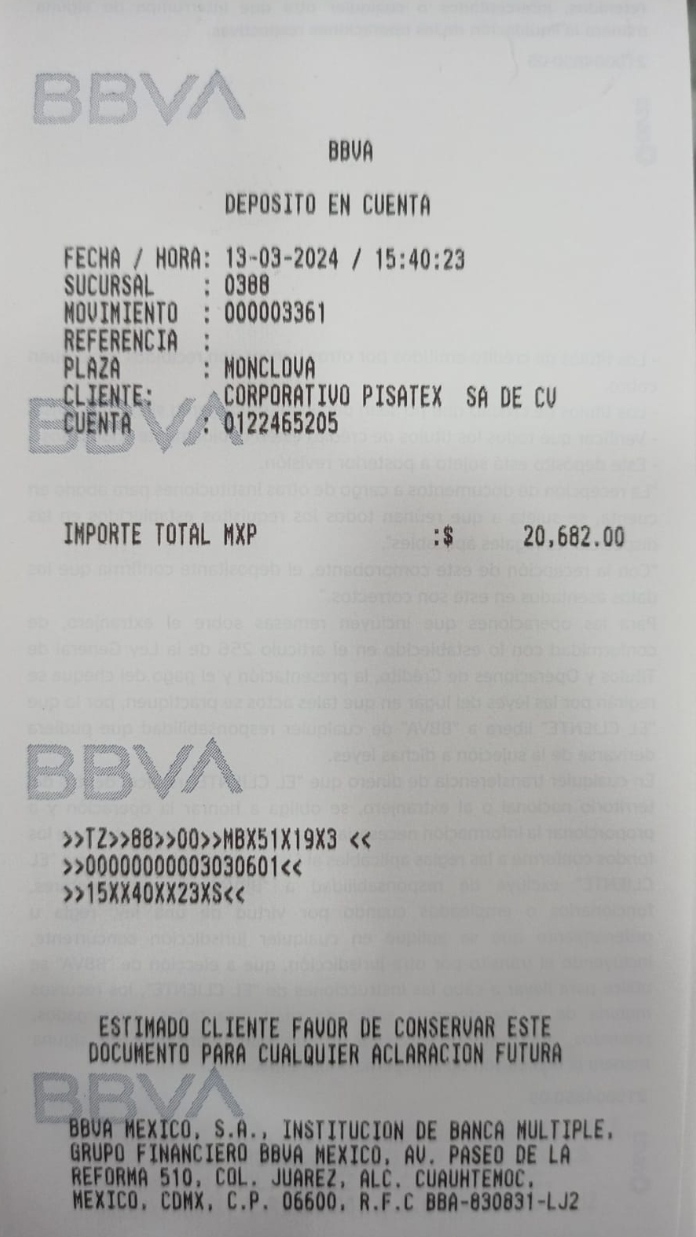 BBVA
BBVA
DEPOSITO EN CUENTA
FECHA / HORA: 13-03-2024 / 15:40:23
SUCURSAL : 0388
MOVIMIENTO : 000003361
REFERENCIA :
PLAZA : MONCLOVA
CLIENTE: CORPORATIVO PISATEX SA DE CV
BBVA
CUENTA : 0122465205
IMPORTE TOTAL MXP :$ 20,682.00
BBVA
>>TZ>>88>>00>>MBX51X19X3 <<
>>00000000003030601<<
>>15XX40XX23XS<<
ESTIMADO CLIENTE FAVOR DE CONSERVAR ESTE
DOCUMENTO PARA CUALQUIER ACLARACION FUTURA
BBVA
BBVA MEXICO, S.A., INSTITUCION DE BANCA MULTIPLE,
GRUPO FINANCIERO BBVA MEXICO, AV. PASEO DE LA
REFORMA 510, COL. JUAREZ, ALC. CUAUHTEMOC,
MEXICO, CDMX, C.P. 06600, R.F.C BBA-830831-LJ2